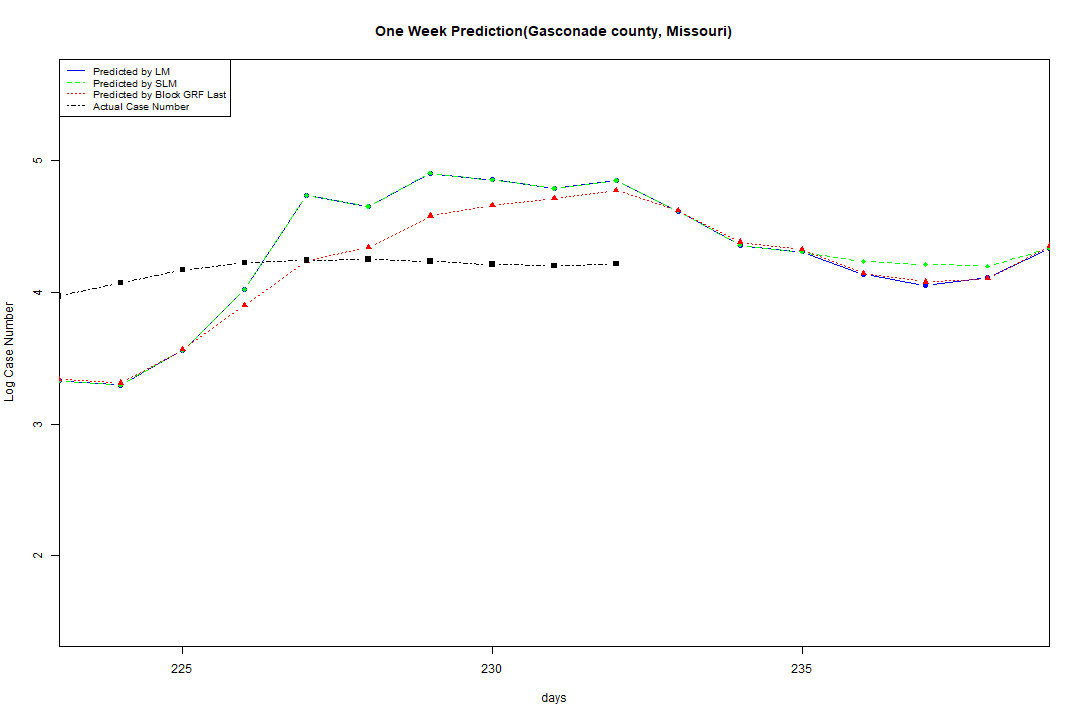 One Week Prediction(Gasconade county, Missouri)
Predicted by LM
Predicted by SLM
Predicted by Block GRF Last
Actual Case Number
5
4
3
2
Log Case Number
225 230 235
days